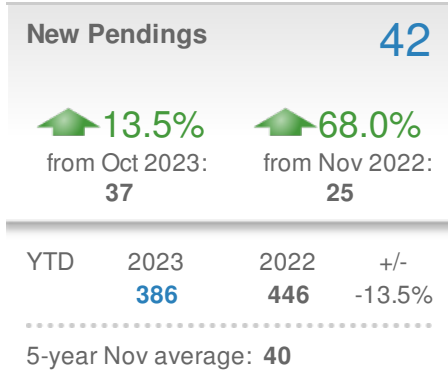 New Pendings 42
13.5% 68.0%
from Oct 2023: from Nov 2022:
37 25
YTD 2023 2022 +/-
386 446 -13.5%
5-year Nov average: 40